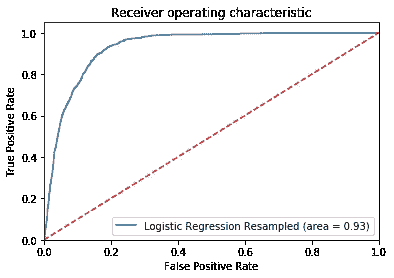 Receiver operating characteristic
True Positive Rate
1.0
0.8
0.6
0.4
0.2
0.0
Logistic Regression Resampled (area = 0.93)
0.0 0.2 0.4 0.6 0.8 1.0
False Positive Rate